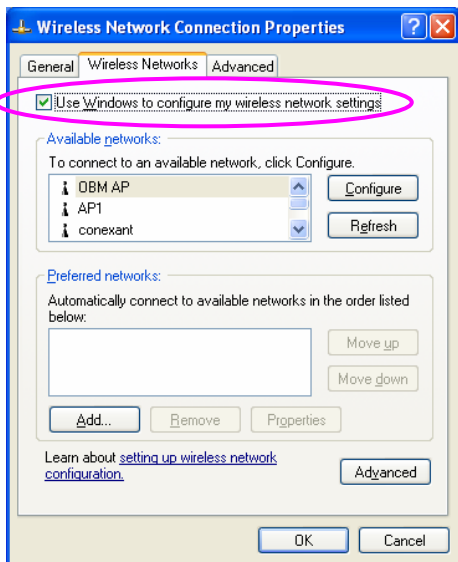 Wireless Network Connection Properties
General Wireless Networks Advanced
Use Windows to configure my wireless network settings
Available networks:
To connect to an available network, click Configure.
OBM AP
AP1
conexant
Configure
Refresh
Preferred networks:
Automatically connect to available networks in the order listed
below:
Move up
Move down
Add... Remove Properties
Learn about setting up wireless network
configuration.
Advanced
OK Cancel